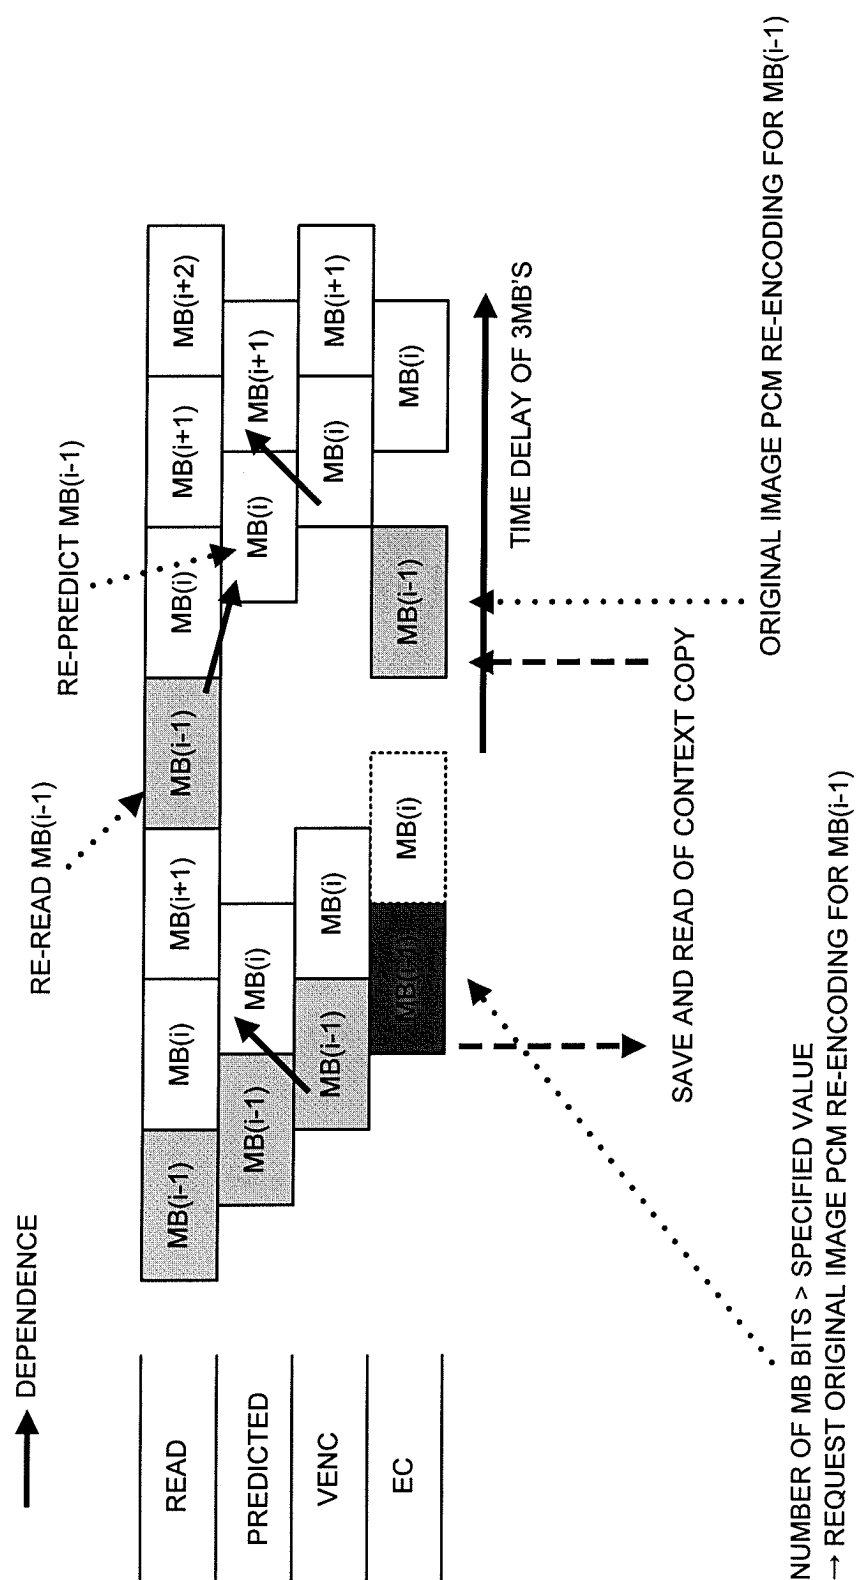 DEPENDENCE
RE-READ MB(i-1)
RE-PREDICT MB(i-1)
READ
MB(i-1)
MB(i)
MB(i+1)
MB(i-1)
MB(i)
MB(i+1)
MB(i+2)
PREDICTED
MB(i-1)
MB(i)
MB(i)
MB(i+1)
VENC
MB(i-1)
MB(i)
MB(i)
MB(i+1)
EC
MB(i-1)
MB(i)
MB(i-1)
MB(i)
TIME DELAY OF 3MB'S
SAVE AND READ OF CONTEXT COPY
ORIGINAL IMAGE PCM RE-ENCODING FOR MB(i-1)
NUMBER OF MB BITS > SPECIFIED VALUE
→ REQUEST ORIGINAL IMAGE PCM RE-ENCODING FOR MB(i-1)